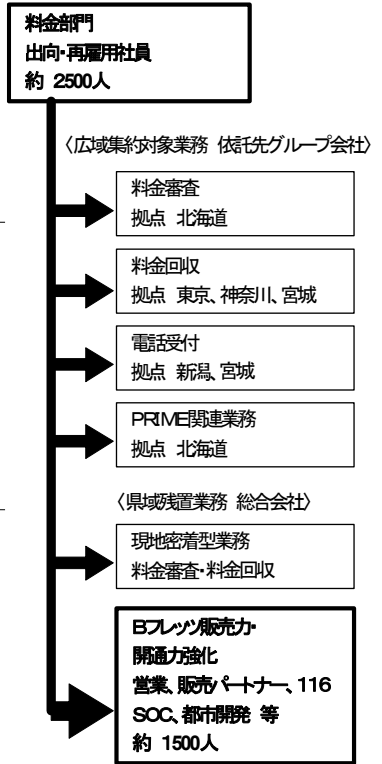 料金部門
出向・再雇用社員
約 2500人
〈広域集約対象業務 依託先グループ会社〉
料金審査
拠点 北海道
料金回収
拠点 東京、神奈川、宮城
電話受付
拠点 新潟、宮城
PRIME関連業務
拠点 北海道
〈県域残置業務 総合会社〉
現地密着型業務
料金審査・料金回収
Bフレッツ販売力・
開通力強化
営業、販売パートナー、116
SOC、都市開発 等
約 1500人